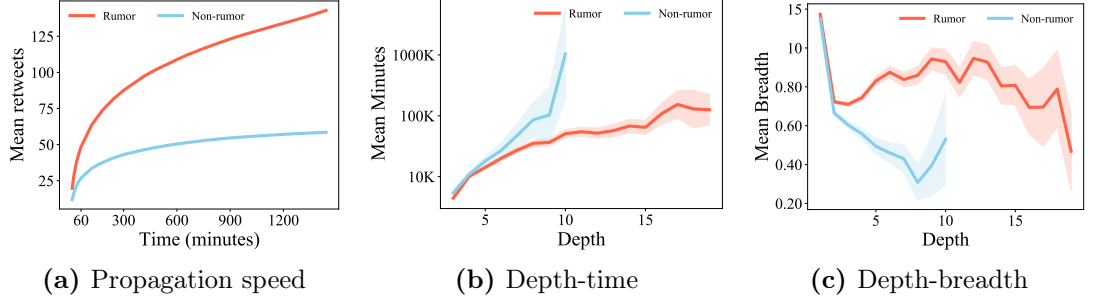 Rumor Non-rumor
Mean retweets
125
100
75
50
25
60 300 600 900 1200
Time (minutes)
(a) Propagation speed
Rumor Non-rumor
Mean Minutes
1000K
100K
10K
5 10 15
Depth
(b) Depth-time
Rumor Non-rumor
Mean Breadth
15
10
0.80
0.60
0.40
0.20
5 10 15
Depth
(c) Depth-breadth